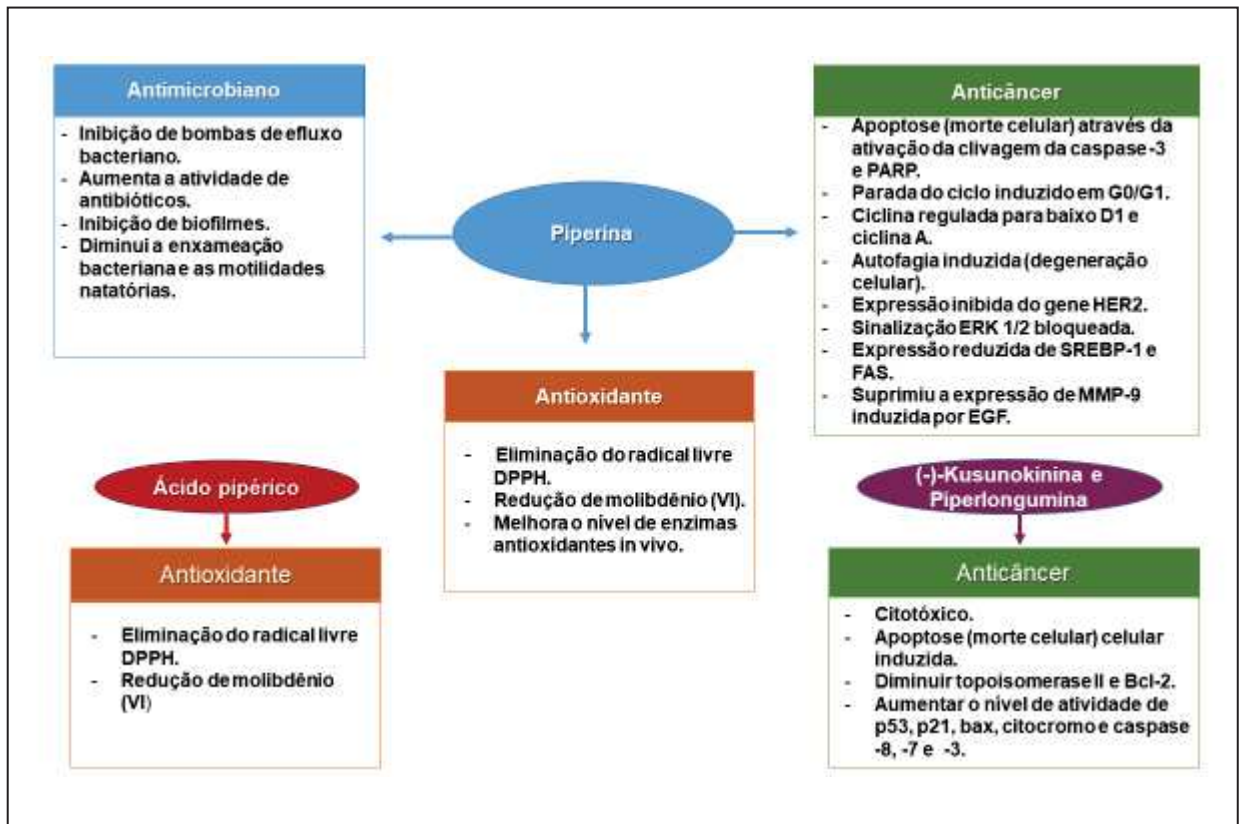 Antimicrobiano
- Inibição de bombas de efluxo
bacteriano.
- Aumenta a atividade de
antibióticos.
- Inibição de biofilmes.
- Diminui a enxameação
bacteriana e as motilidades
natatórias.
Piperina
Anticâncer
- Apoptose (morte celular) através da
ativação da clivagem da caspase -3
e PARP.
- Parada do ciclo induzido em G0/G1.
- Ciclina regulada para baixo D1 e
ciclina A.
- Autofagia induzida (degeneração
celular).
- Expressão inibida do gene HER2.
- Sinalização ERK 1/2 bloqueada.
- Expressão reduzida de SREBP-1 e
FAS.
- Suprimiu a expressão de MMP-9
induzida por EGF.
Antioxidante
- Eliminação do radical livre
DPPH.
- Redução de molibdênio (VI).
- Melhora o nível de enzimas
antioxidantes in vivo.
Ácido pipérico
Antioxidante
- Eliminação do radical livre
DPPH.
- Redução de molibdênio
(VI)
(-)-Kusunokinina e
Piperlongumina
Anticâncer
- Citotóxico.
- Apoptose (morte celular) celular
induzida.
- Diminuir topoisomerase II e Bcl-2.
- Aumentar o nível de atividade de
p53, p21, bax, citocromo e caspase
-8, -7 e -3.